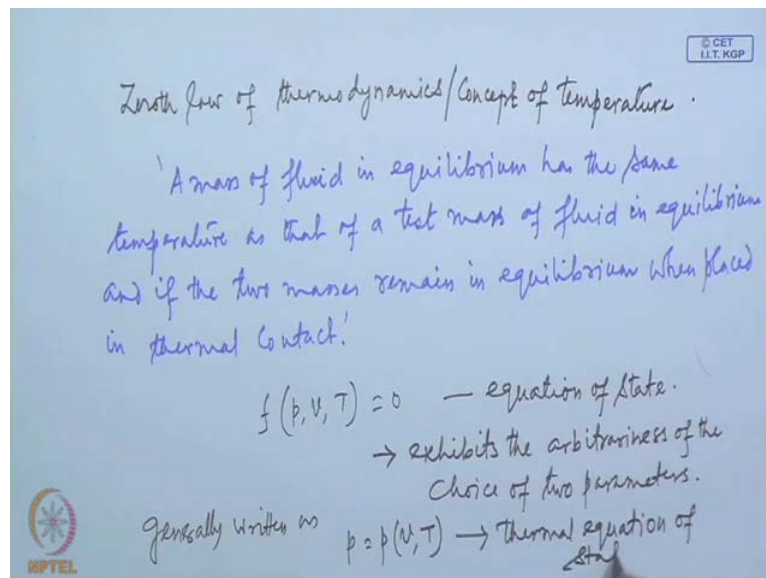 © CET
I.I.T. KGP
Zeroth law of thermodynamics/Concept of temperature.
'A mass of fluid in equilibrium has the same
temperature as that of a test mass of fluid in equilibrium
and if the two masses remain in equilibrium when placed
in thermal contact.'
f(p, v, T) = 0 — equation of state.
→ exhibits the arbitrariness of the
choice of two parameters.
generally written as p = p(v, T) → thermal equation of
sta
NPTEL